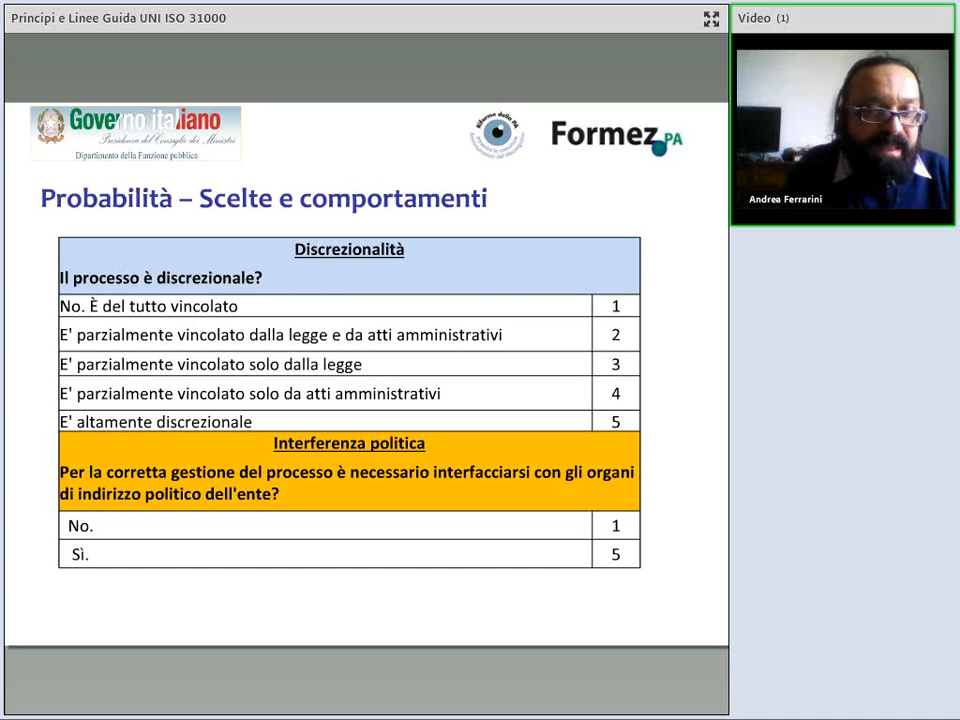 Principi e Linee Guida UNI ISO 31000
Video (1)
Governo italiano
Presidenza del Consiglio dei Ministri
Dipartimento della Funzione pubblica
Riforme della PA
Formez PA
Andrea Ferrarini
Probabilità – Scelte e comportamenti
Discrezionalità
Il processo è discrezionale?
No. È del tutto vincolato 1
E' parzialmente vincolato dalla legge e da atti amministrativi 2
E' parzialmente vincolato solo dalla legge 3
E' parzialmente vincolato solo da atti amministrativi 4
E' altamente discrezionale 5
Interferenza politica
Per la corretta gestione del processo è necessario interfacciarsi con gli organi
di indirizzo politico dell'ente?
No. 1
Sì. 5